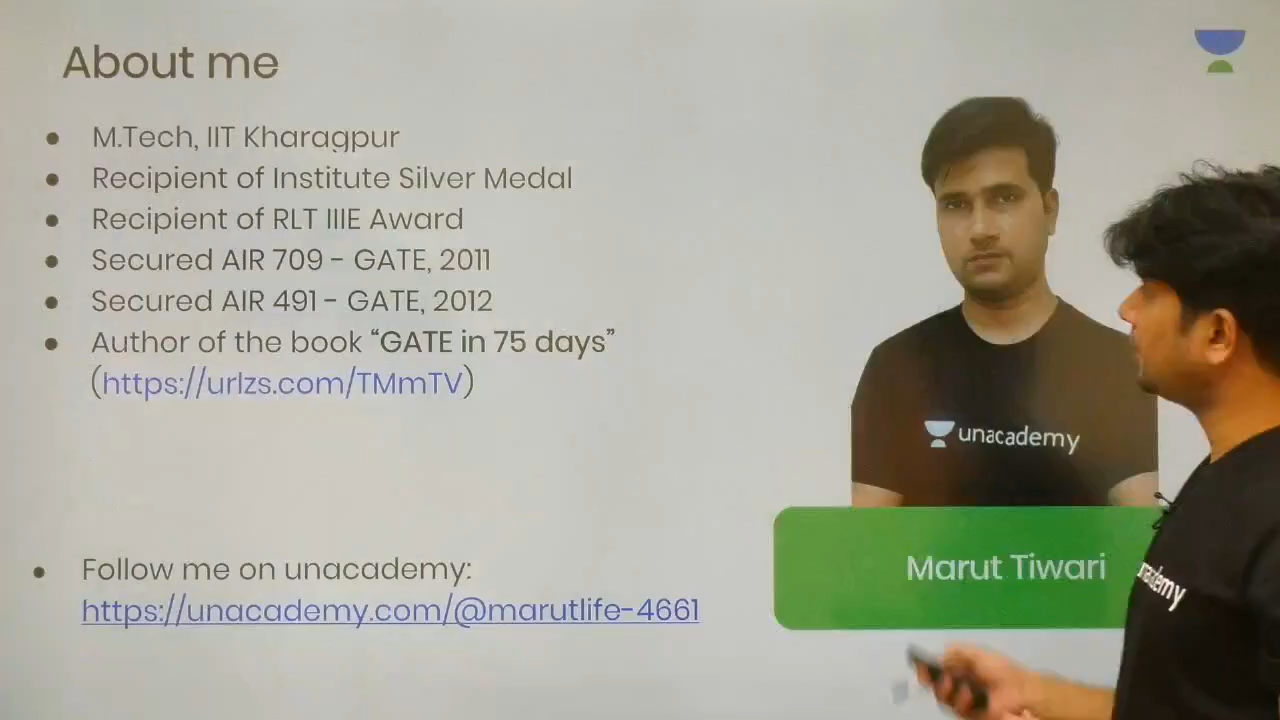 About me
M.Tech, IIT Kharagpur
Recipient of Institute Silver Medal
Recipient of RLT IIIE Award
Secured AIR 709 - GATE, 2011
Secured AIR 491 - GATE, 2012
Author of the book “GATE in 75 days”
(https://urlzs.com/TMmTV)
Follow me on unacademy:
https://unacademy.com/@marutlife-4661
unacademy
Marut Tiwari
unacademy